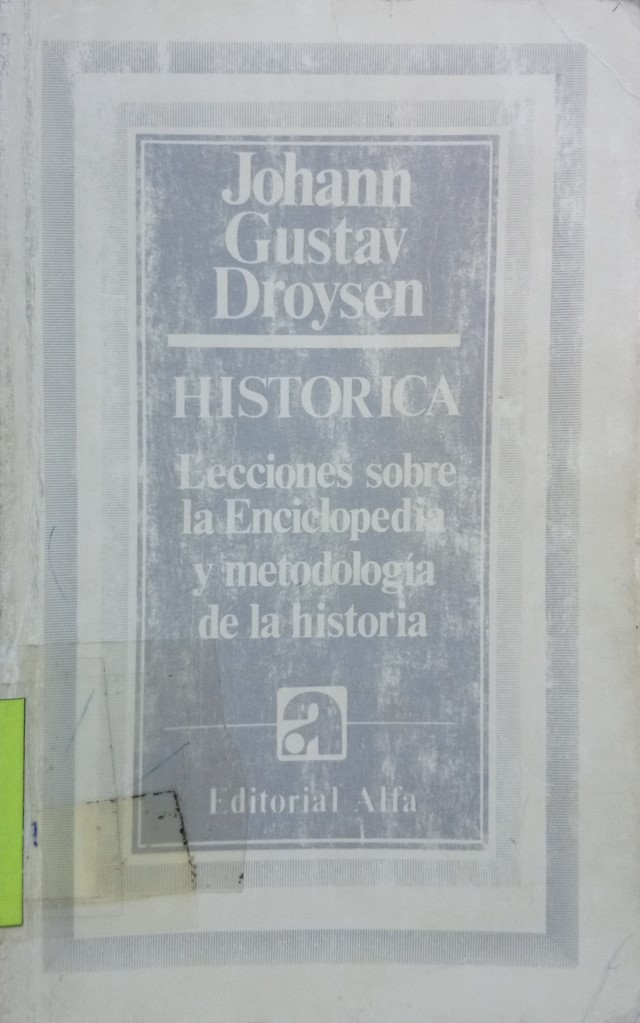 Johann
Gustav
Droysen
HISTORICA
Lecciones sobre
la Enciclopedia
y metodología
de la historia
a
Editorial Alfa